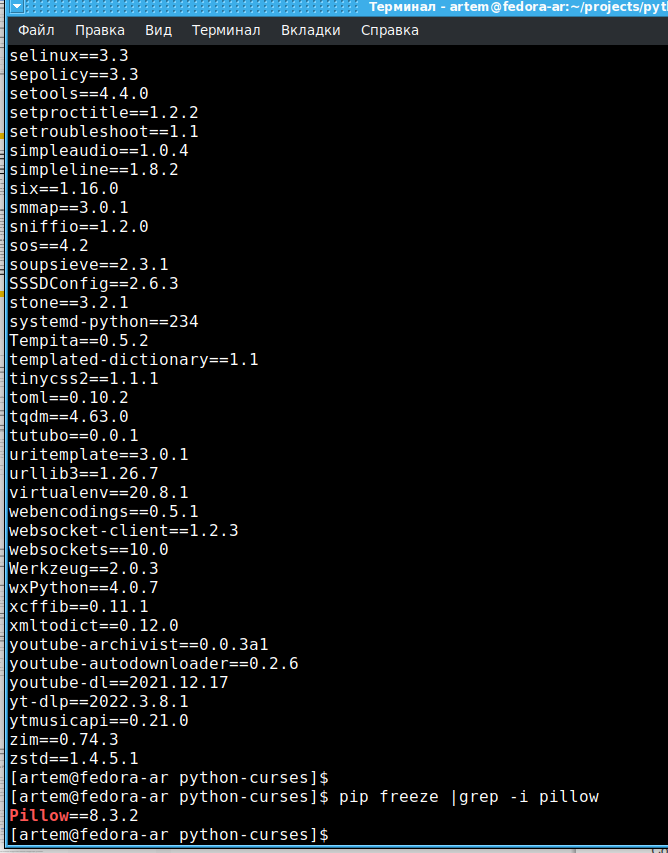 Терминал - artem@fedora-ar:~/projects/pyt
Файл Правка Вид Терминал Вкладки Справка
selinux==3.3
sepolicy==3.3
setools==4.4.0
setproctitle==1.2.2
setroubleshoot==1.1
simpleaudio==1.0.4
simpleline==1.8.2
six==1.16.0
smmap==3.0.1
sniffio==1.2.0
sos==4.2
soupsieve==2.3.1
SSSDConfig==2.6.3
stone==3.2.1
systemd-python==234
Tempita==0.5.2
templated-dictionary==1.1
tinycss2==1.1.1
toml==0.10.2
tqdm==4.63.0
tutubo==0.0.1
uritemplate==3.0.1
urllib3==1.26.7
virtualenv==20.8.1
webencodings==0.5.1
websocket-client==1.2.3
websockets==10.0
Werkzeug==2.0.3
wxPython==4.0.7
xcffib==0.11.1
xmltodict==0.12.0
youtube-archivist==0.0.3a1
youtube-autodownloader==0.2.6
youtube-dl==2021.12.17
yt-dlp==2022.3.8.1
ytmusicapi==0.21.0
zim==0.74.3
zstd==1.4.5.1
[artem@fedora-ar python-curses]$
[artem@fedora-ar python-curses]$ pip freeze |grep -i pillow
Pillow==8.3.2
[artem@fedora-ar python-curses]$